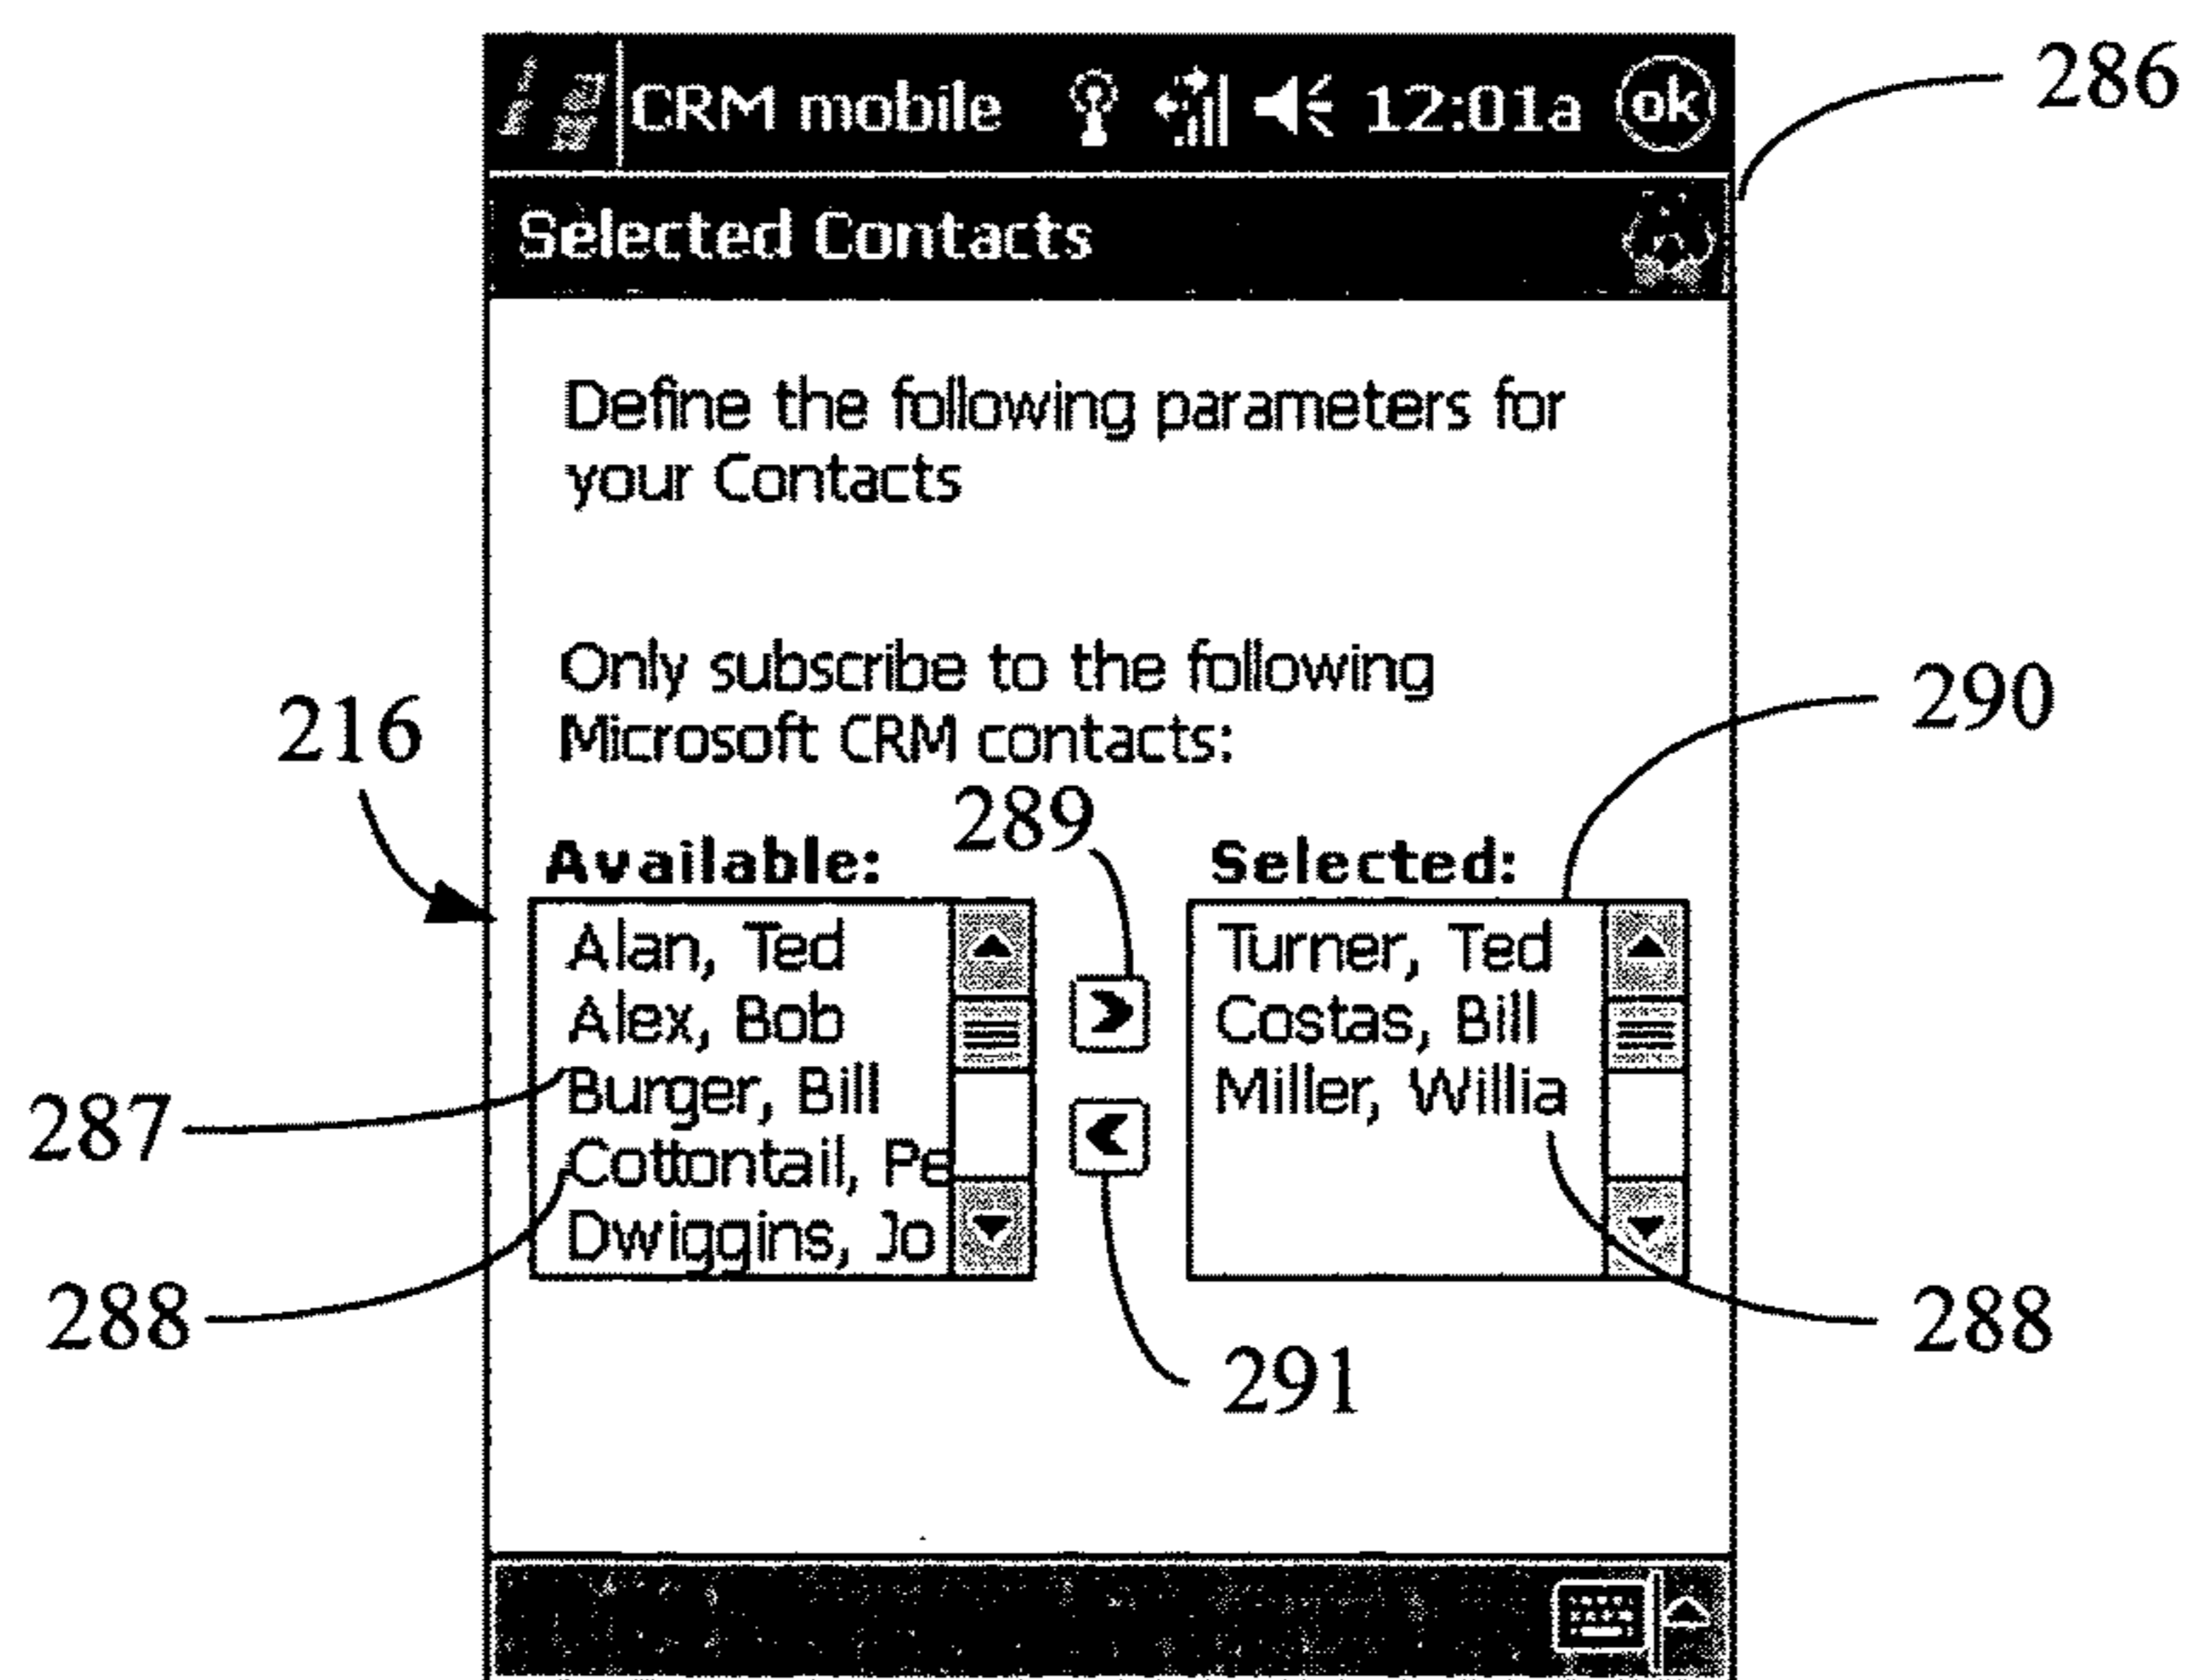 CRM mobile 12:01a ok
286
Selected Contacts
Define the following parameters for
your Contacts
Only subscribe to the following
Microsoft CRM contacts:
216
290
289
Available:
Selected:
Alan, Ted
Alex, Bob
Burger, Bill
Cottontail, Pe
Dwiggins, Jo
Turner, Ted
Costas, Bill
Miller, Willia
287
288
288
291